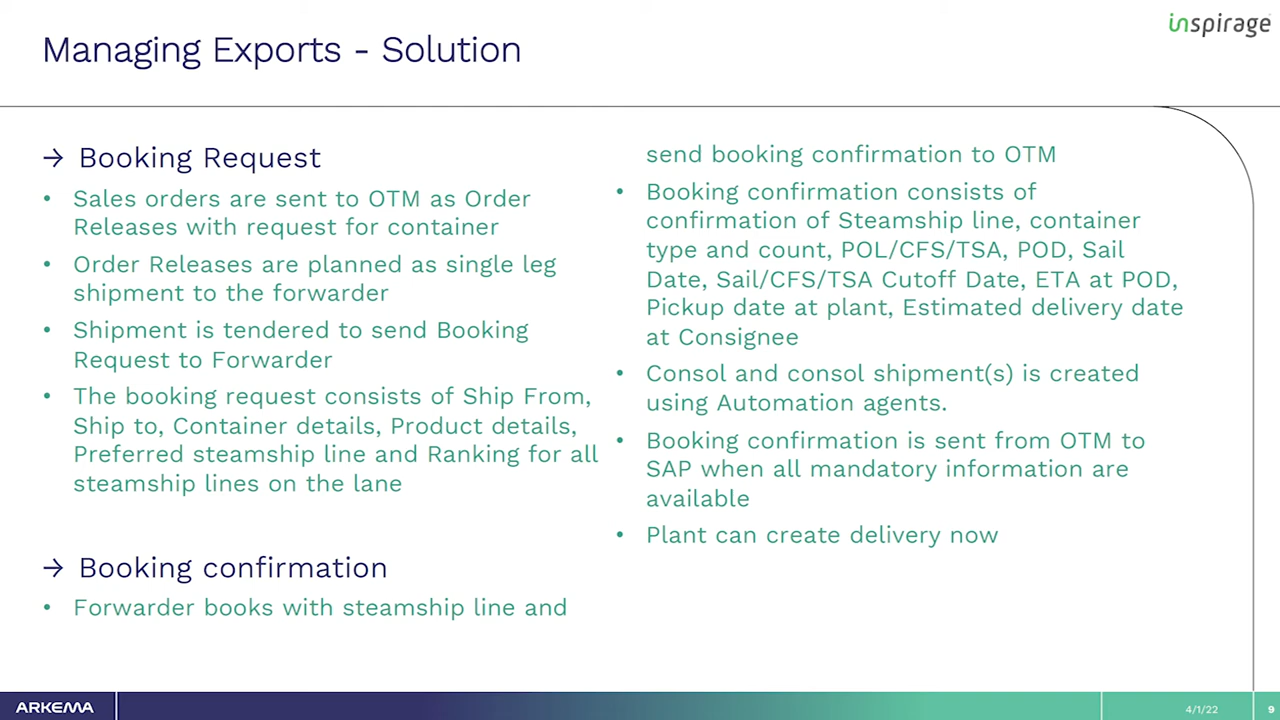 inspirage
Managing Exports - Solution
→ Booking Request
• Sales orders are sent to OTM as Order
Releases with request for container
• Order Releases are planned as single leg
shipment to the forwarder
• Shipment is tendered to send Booking
Request to Forwarder
• The booking request consists of Ship From,
Ship to, Container details, Product details,
Preferred steamship line and Ranking for all
steamship lines on the lane
→ Booking confirmation
• Forwarder books with steamship line and
send booking confirmation to OTM
• Booking confirmation consists of
confirmation of Steamship line, container
type and count, POL/CFS/TSA, POD, Sail
Date, Sail/CFS/TSA Cutoff Date, ETA at POD,
Pickup date at plant, Estimated delivery date
at Consignee
• Consol and consol shipment(s) is created
using Automation agents.
• Booking confirmation is sent from OTM to
SAP when all mandatory information are
available
• Plant can create delivery now
ARKEMA
4/1/22
9